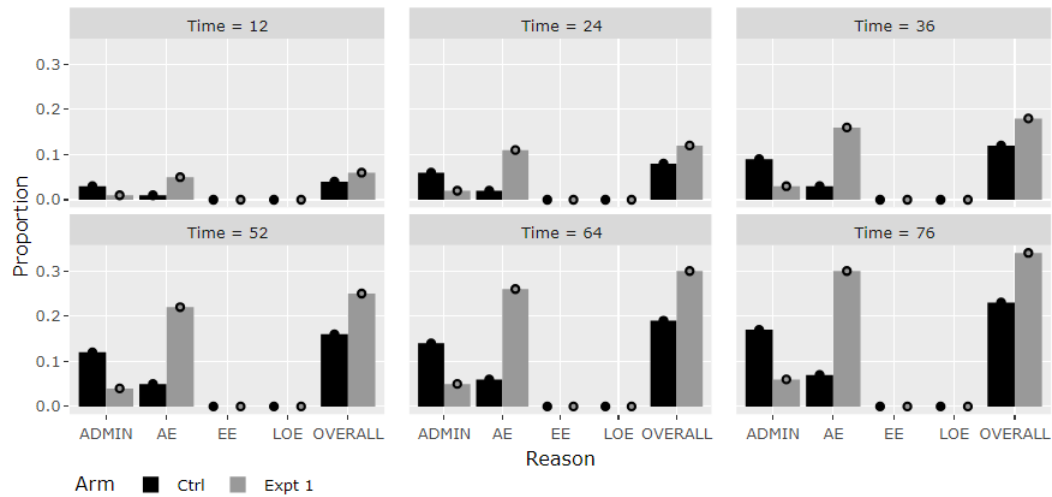 Time = 12
Time = 24
Time = 36
0.3
0.2
0.1
0.0
Time = 52
Time = 64
Time = 76
0.3
0.2
0.1
0.0
Proportion
ADMIN AE EE LOE OVERALL
ADMIN AE EE LOE OVERALL
ADMIN AE EE LOE OVERALL
Reason
Arm Ctrl Expt 1